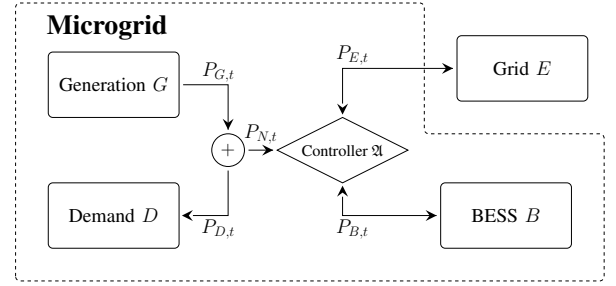 Microgrid
Generation G
P_{G,t}
P_{E,t}
Grid E
+
P_{N,t}
Controller 𝔄
Demand D
P_{D,t}
P_{B,t}
BESS B